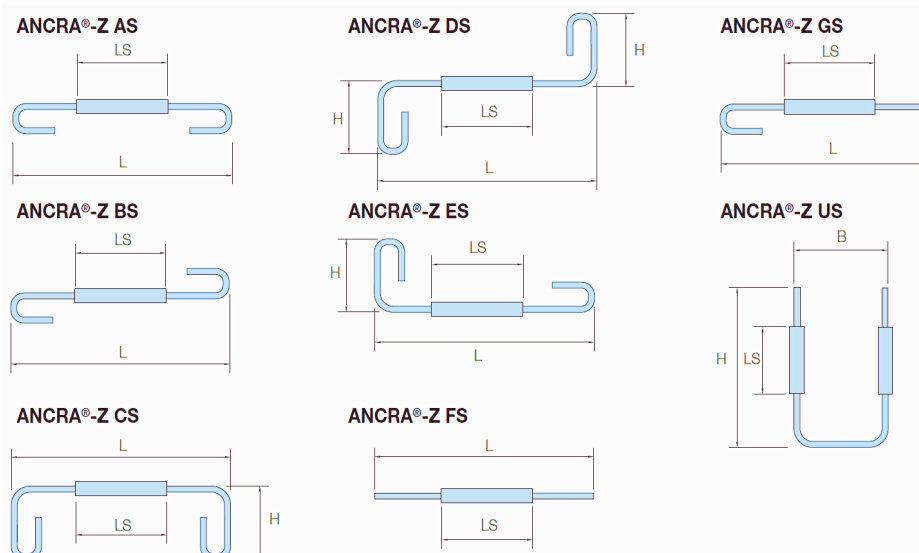 ANCRA®-Z AS
LS
L
ANCRA®-Z DS
H
H
LS
L
ANCRA®-Z GS
LS
L
ANCRA®-Z BS
LS
L
ANCRA®-Z ES
H
LS
L
ANCRA®-Z US
B
H
LS
ANCRA®-Z CS
L
LS
H
ANCRA®-Z FS
L
LS